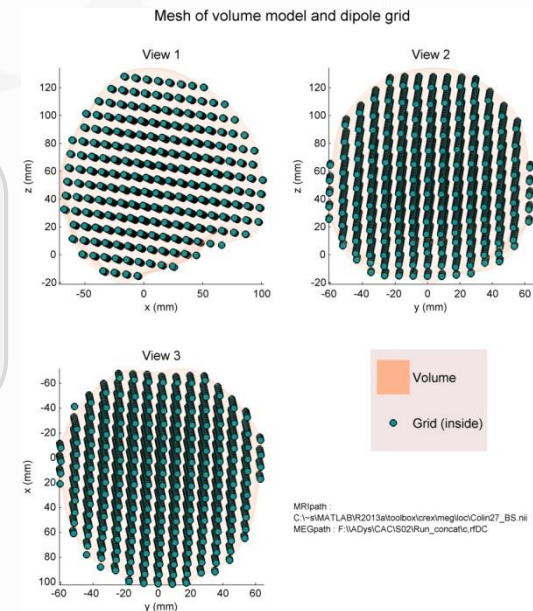 Mesh of volume model and dipole grid
View 1
View 2
120
100
80
60
40
20
0
-20
z (mm)
-50
0
50
100
x (mm)
120
100
80
60
40
20
0
-20
z (mm)
-60
-40
-20
0
20
40
60
y (mm)
View 3
-60
-40
-20
0
20
40
60
80
100
x (mm)
-60
-40
-20
0
20
40
60
y (mm)
Volume
Grid (inside)
MRIpath :
C:\~s\MATLAB\R2013a\toolbox\crex\meg\loc\Colin27_BS.nii
MEGpath : F:\IADys\CAC\S02\Run_concat\c,rfDC